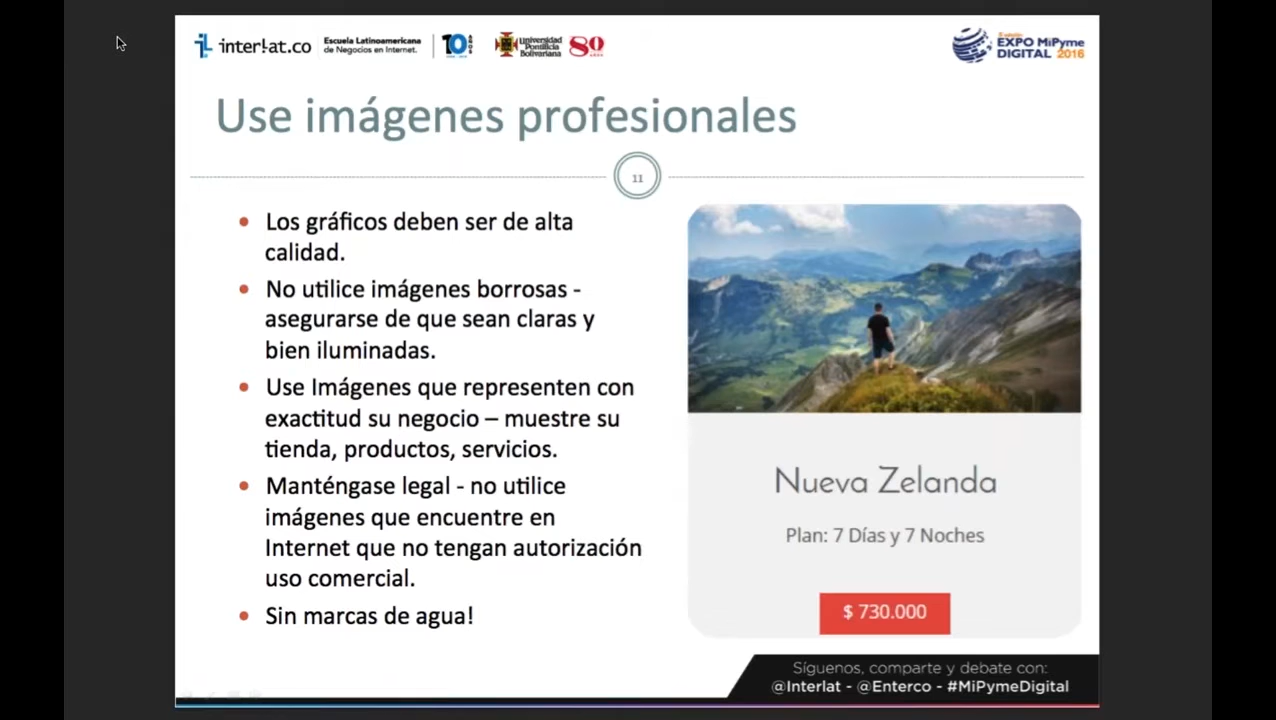 interlat.co
Escuela Latinoamericana
de Negocios en Internet.
10 AÑOS
Universidad
Pontificia
Bolivariana
80
EXPO MiPyme
DIGITAL 2016
Use imágenes profesionales
11
Los gráficos deben ser de alta
calidad.
No utilice imágenes borrosas -
asegurarse de que sean claras y
bien iluminadas.
Use Imágenes que representen con
exactitud su negocio – muestre su
tienda, productos, servicios.
Manténgase legal - no utilice
imágenes que encuentre en
Internet que no tengan autorización
uso comercial.
Sin marcas de agua!
Nueva Zelanda
Plan: 7 Días y 7 Noches
$ 730.000
Síguenos, comparte y debate con:
@Interlat - @Enterco - #MiPymeDigital